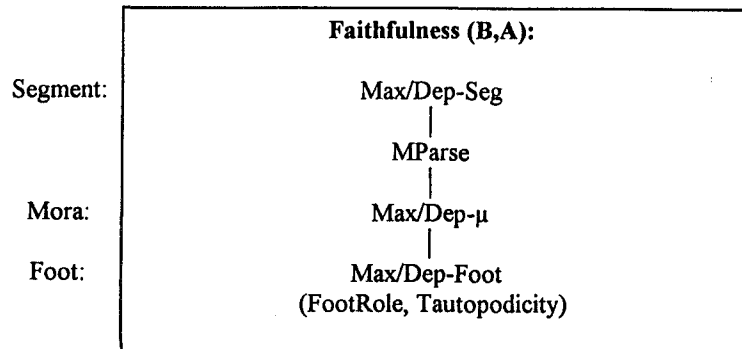 Faithfulness (B,A):
Segment: Max/Dep-Seg
MParse
Mora: Max/Dep-μ
Foot: Max/Dep-Foot
(FootRole, Tautopodicity)